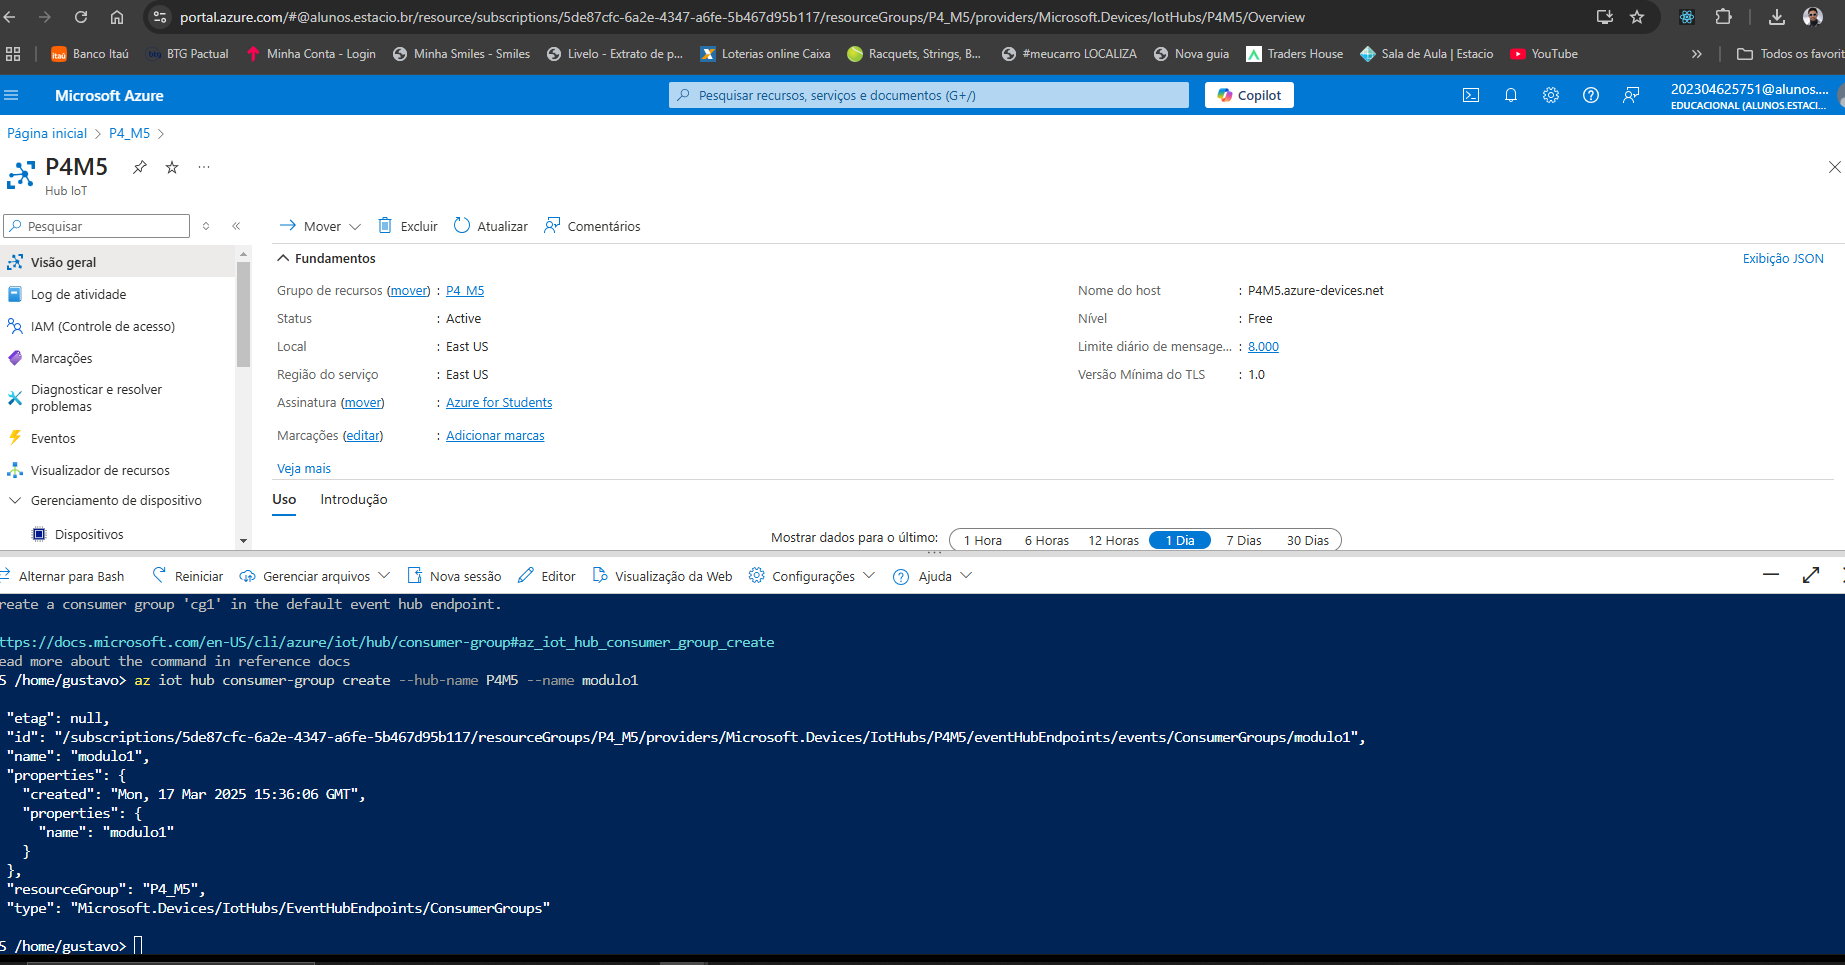 portal.azure.com/#@alunos.estacio.br/resource/subscriptions/5de87cfc-6a2e-4347-a6fe-5b467d95b117/resourceGroups/P4_M5/providers/Microsoft.Devices/IotHubs/P4M5/Overview
Banco Itaú BTG Pactual Minha Conta - Login Minha Smiles - Smiles Livelo - Extrato de p... Loterias online Caixa Racquets, Strings, B... #meucarro LOCALIZA Nova guia Traders House Sala de Aula | Estacio YouTube » Todos os favorit
Microsoft Azure
Pesquisar recursos, serviços e documentos (G+/)
Copilot
202304625751@alunos....
EDUCACIONAL (ALUNOS.ESTACI...
Página inicial > P4_M5 >
P4M5
Hub IoT
Pesquisar
Mover Excluir Atualizar Comentários
Visão geral
Log de atividade
IAM (Controle de acesso)
Marcações
Diagnosticar e resolver
problemas
Eventos
Visualizador de recursos
Gerenciamento de dispositivo
Dispositivos
Fundamentos
Exibição JSON
Grupo de recursos (mover) : P4_M5
Status : Active
Local : East US
Região do serviço : East US
Assinatura (mover) : Azure for Students
Marcações (editar) : Adicionar marcas
Veja mais
Nome do host : P4M5.azure-devices.net
Nível : Free
Limite diário de mensage... : 8.000
Versão Mínima do TLS : 1.0
Uso Introdução
Mostrar dados para o último: 1 Hora 6 Horas 12 Horas 1 Dia 7 Dias 30 Dias
Alternar para Bash Reiniciar Gerenciar arquivos Nova sessão Editor Visualização da Web Configurações Ajuda
reate a consumer group 'cg1' in the default event hub endpoint.
ttps://docs.microsoft.com/en-US/cli/azure/iot/hub/consumer-group#az_iot_hub_consumer_group_create
ead more about the command in reference docs
S /home/gustavo> az iot hub consumer-group create --hub-name P4M5 --name modulo1
"etag": null,
"id": "/subscriptions/5de87cfc-6a2e-4347-a6fe-5b467d95b117/resourceGroups/P4_M5/providers/Microsoft.Devices/IotHubs/P4M5/eventHubEndpoints/events/ConsumerGroups/modulo1",
"name": "modulo1",
"properties": {
"created": "Mon, 17 Mar 2025 15:36:06 GMT",
"properties": {
"name": "modulo1"
}
},
"resourceGroup": "P4_M5",
"type": "Microsoft.Devices/IotHubs/EventHubEndpoints/ConsumerGroups"
S /home/gustavo>